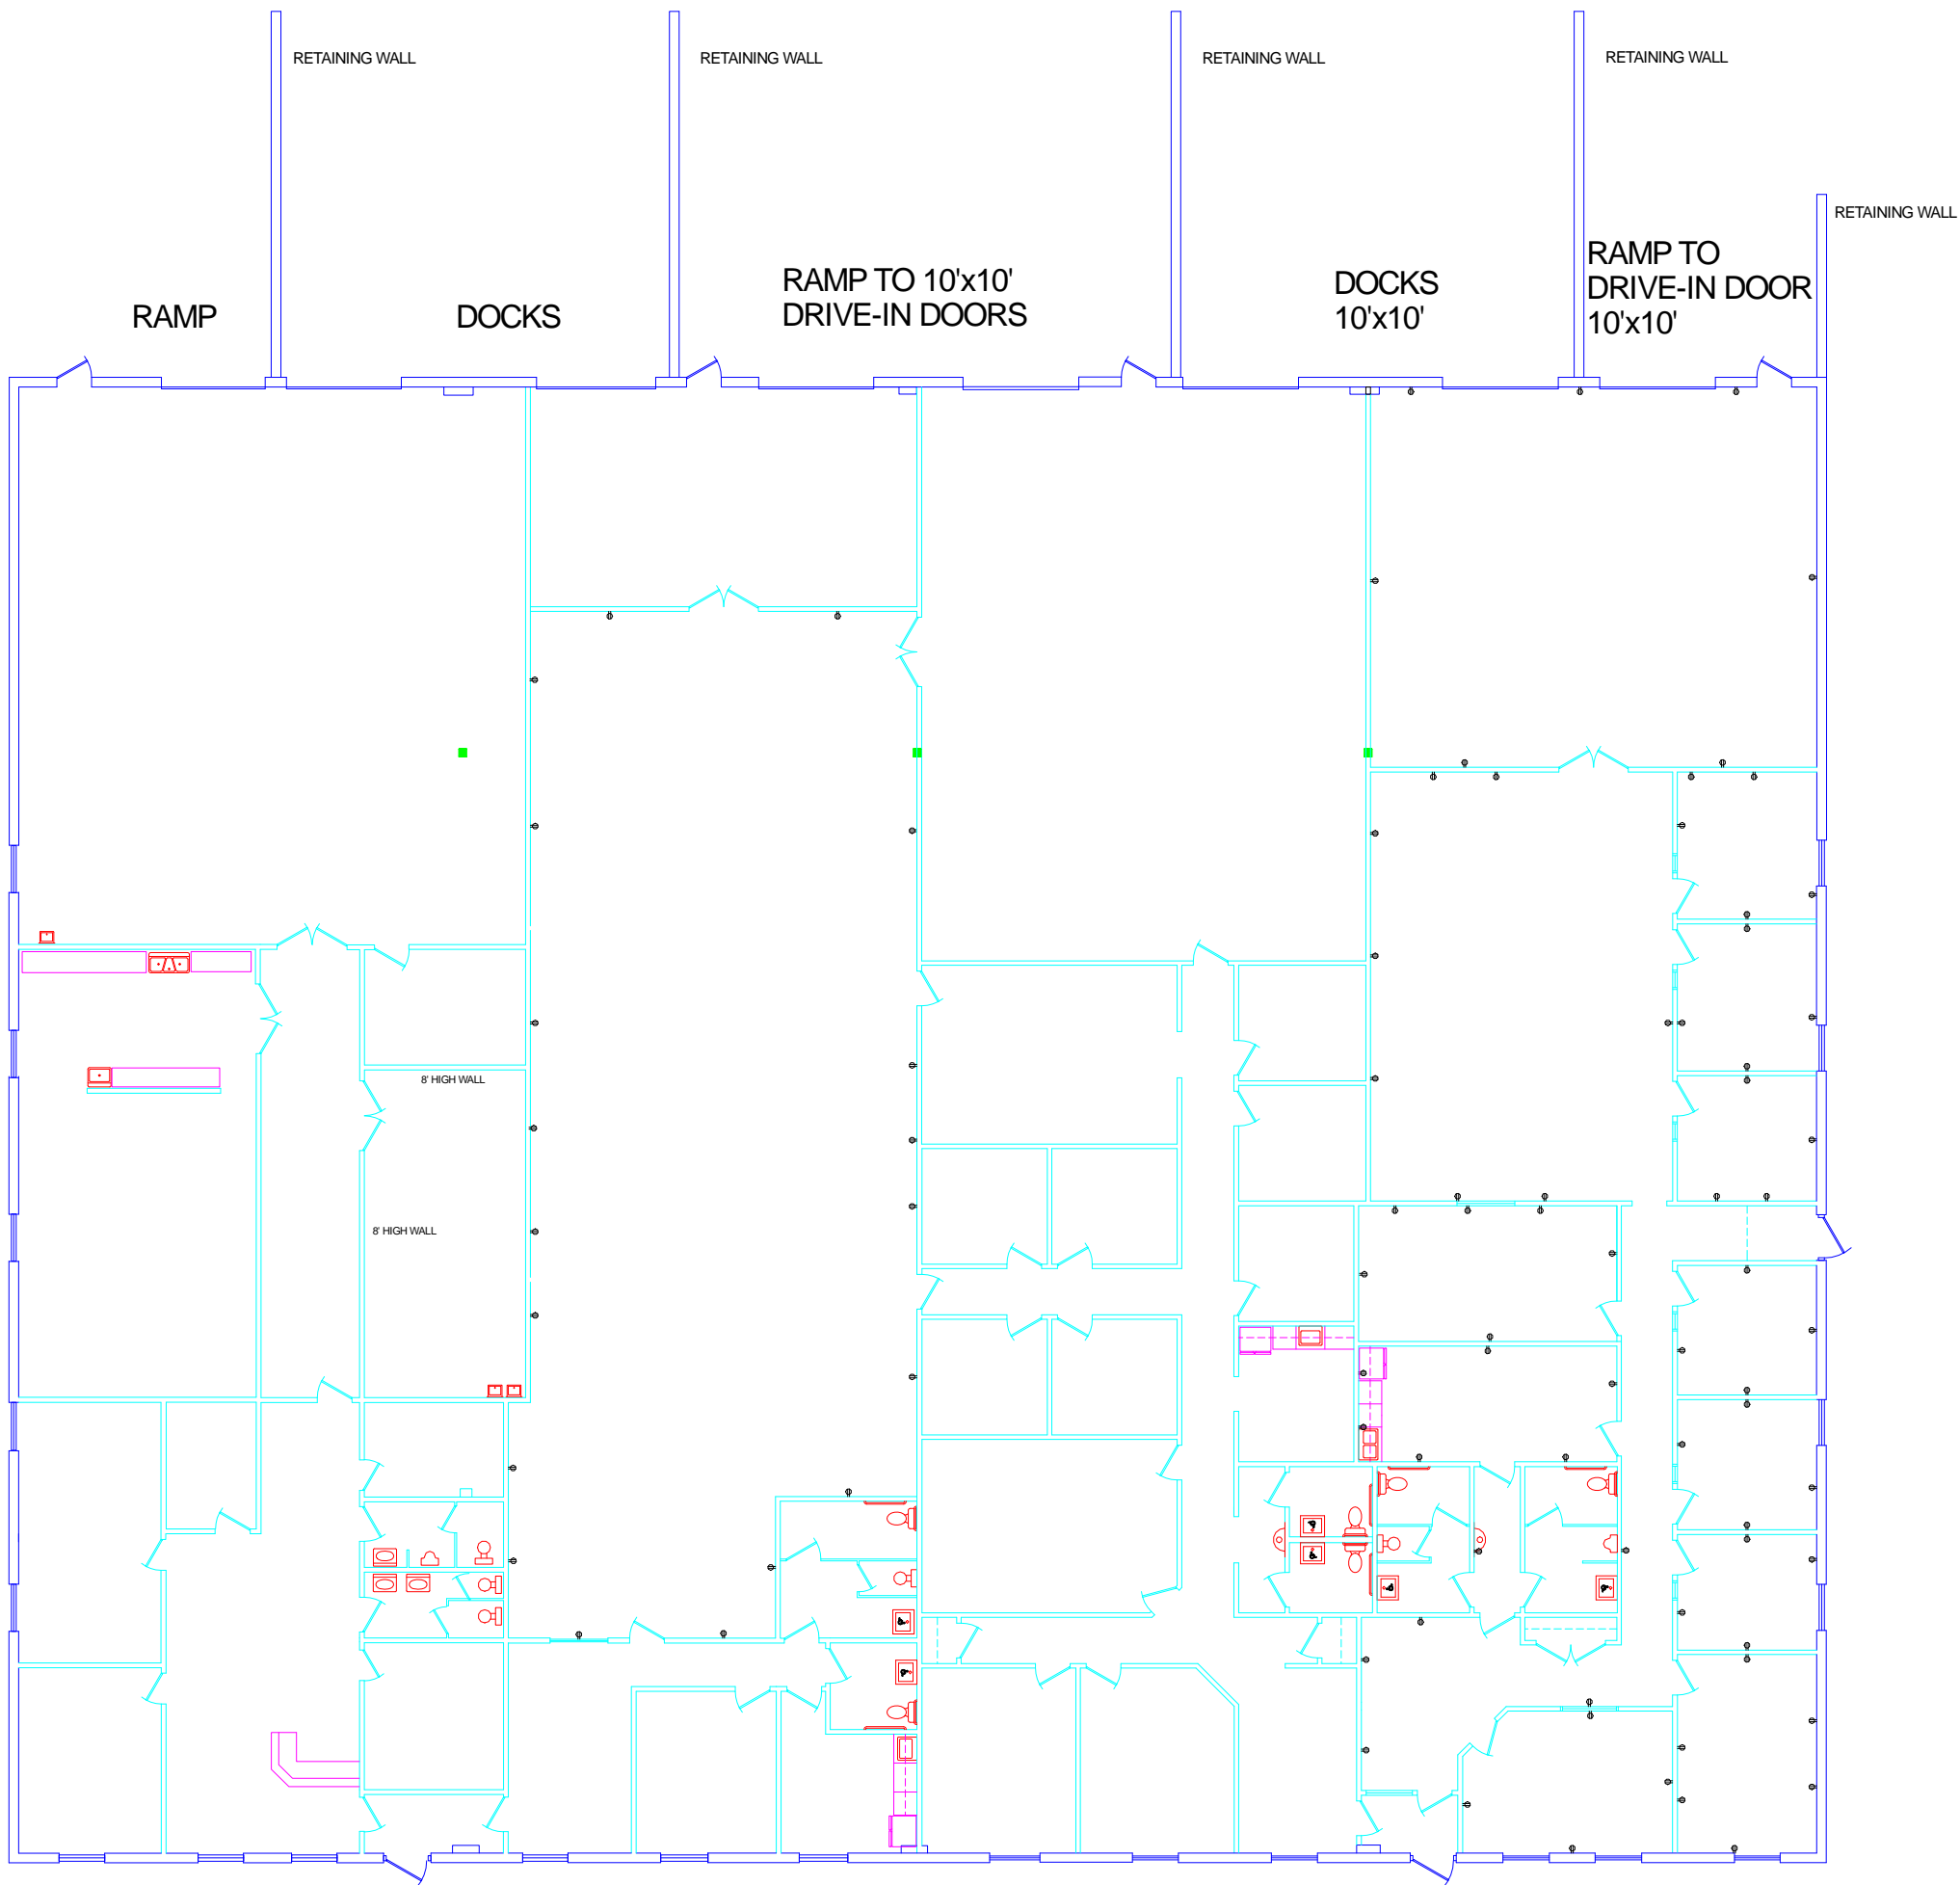 RETAINING WALL
RETAINING WALL
RETAINING WALL
RETAINING WALL
RETAINING WALL
RAMP
DOCKS
RAMP TO 10'x10'
DRIVE-IN DOORS
DOCKS
10'x10'
RAMP TO
DRIVE-IN DOOR
10'x10'
8' HIGH WALL
8' HIGH WALL